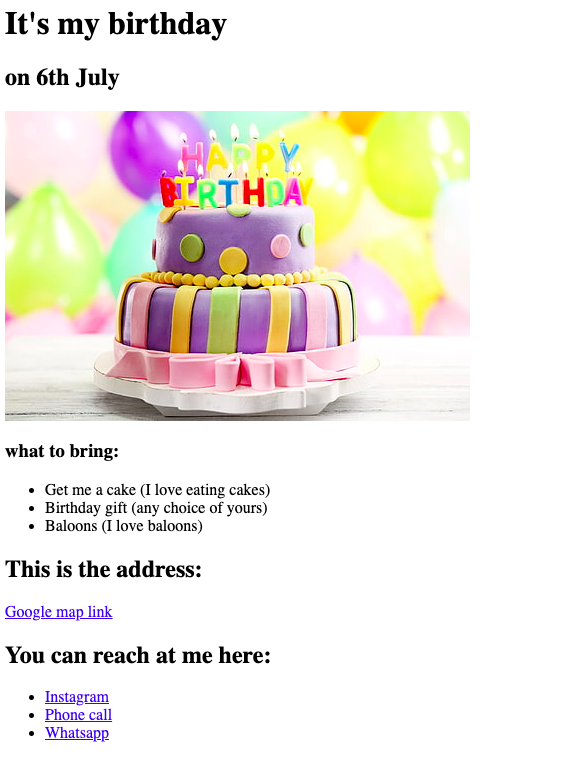 It's my birthday
on 6th July
HAPPY
BIRTHDAY
what to bring:
Get me a cake (I love eating cakes)
Birthday gift (any choice of yours)
Baloons (I love baloons)
This is the address:
Google map link
You can reach at me here:
Instagram
Phone call
Whatsapp